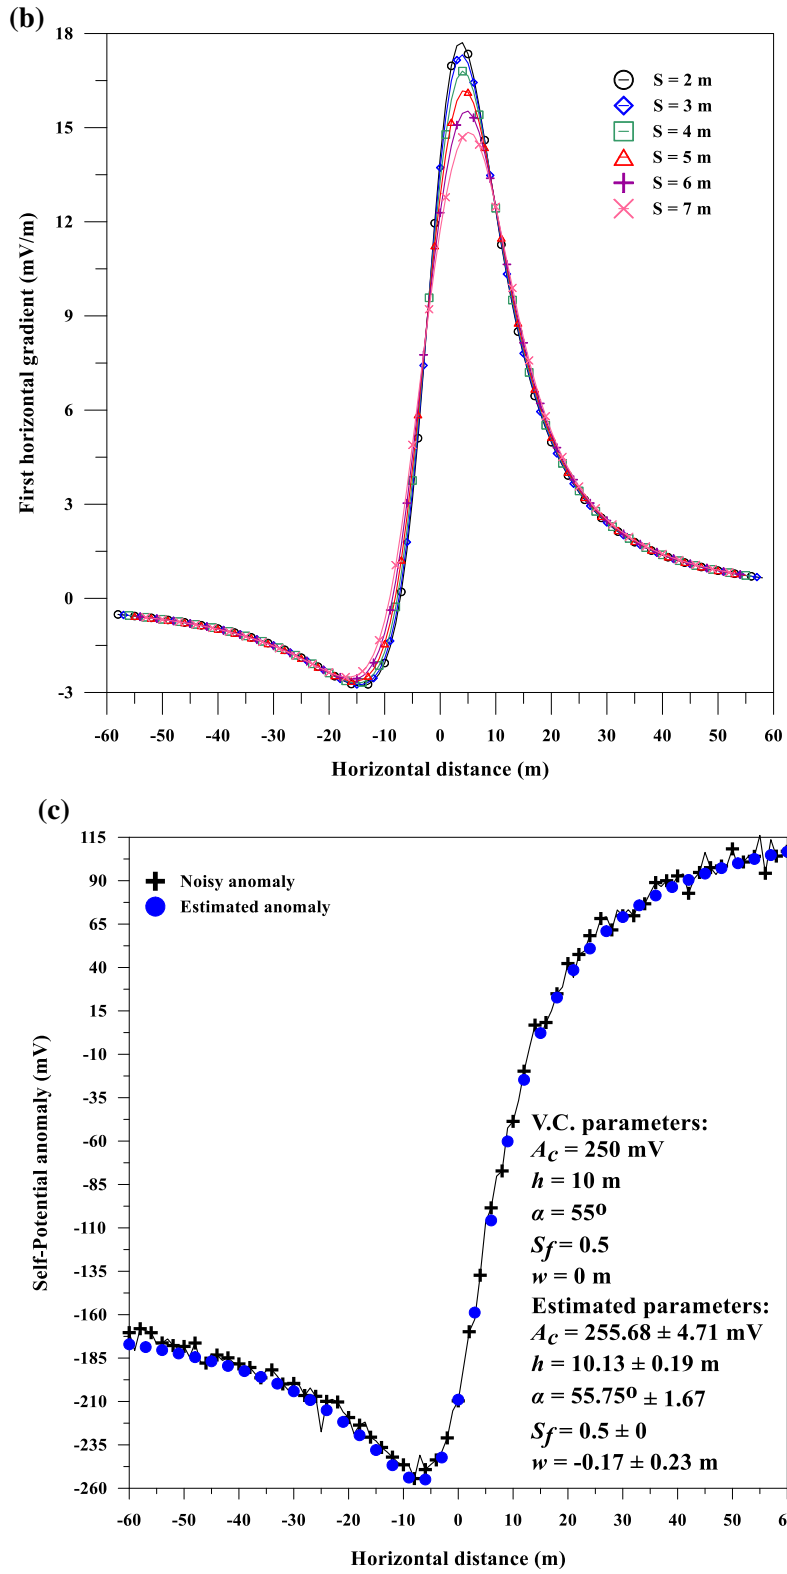 (b)
18
15
12
9
6
3
0
-3
First horizontal gradient (mV/m)
S = 2 m
S = 3 m
S = 4 m
S = 5 m
S = 6 m
S = 7 m
-60 -50 -40 -30 -20 -10 0 10 20 30 40 50 60
Horizontal distance (m)
(c)
115
90
65
40
15
-10
-35
-60
-85
-110
-135
-160
-185
-210
-235
-260
Self-Potential anomaly (mV)
Noisy anomaly
Estimated anomaly
V.C. parameters:
A_C = 250 mV
h = 10 m
α = 55º
S_f = 0.5
w = 0 m
Estimated parameters:
A_C = 255.68 ± 4.71 mV
h = 10.13 ± 0.19 m
α = 55.75º ± 1.67
S_f = 0.5 ± 0
w = -0.17 ± 0.23 m
-60 -50 -40 -30 -20 -10 0 10 20 30 40 50 60
Horizontal distance (m)